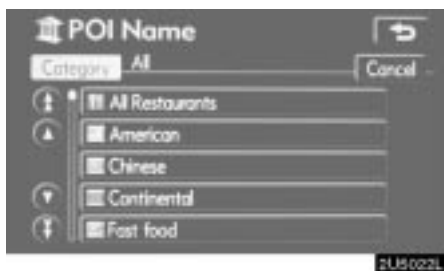 POI Name
Category All Cancel
All Restaurants
American
Chinese
Continental
Fast food
2U5022L